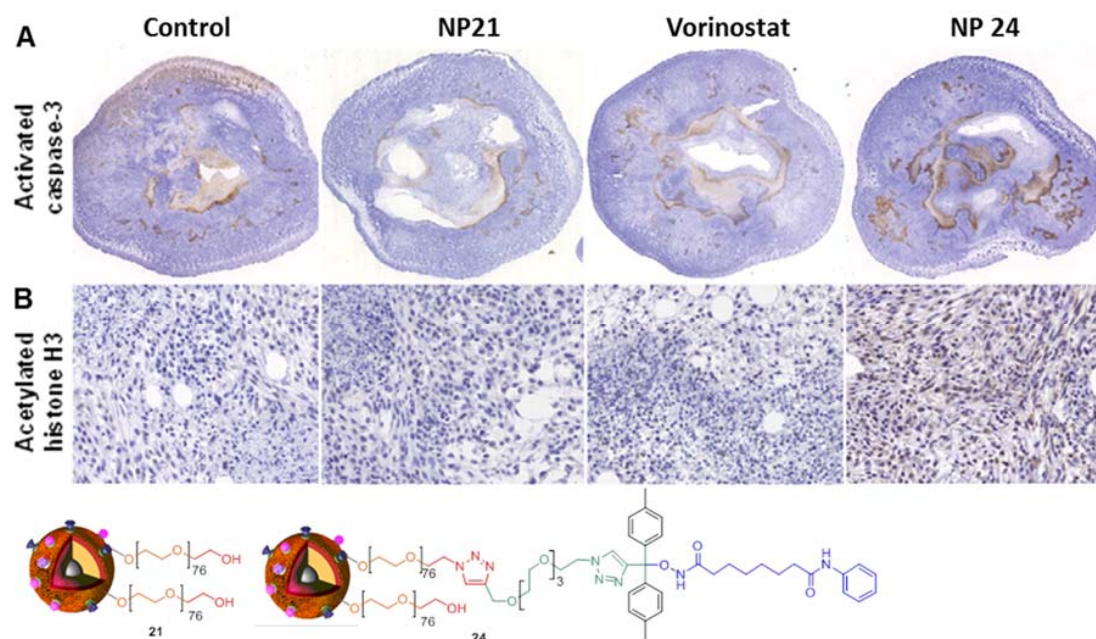 Control NP21 Vorinostat NP 24
A
Activated
caspase-3
B
Acetylated
histone H3
O [ O ] 76 OH
O [ O ] 76 OH
21
O [ O ] 76 N N N
O [ O ] 76 OH
O [ O ] 3 N N N
O NH O O H N
24